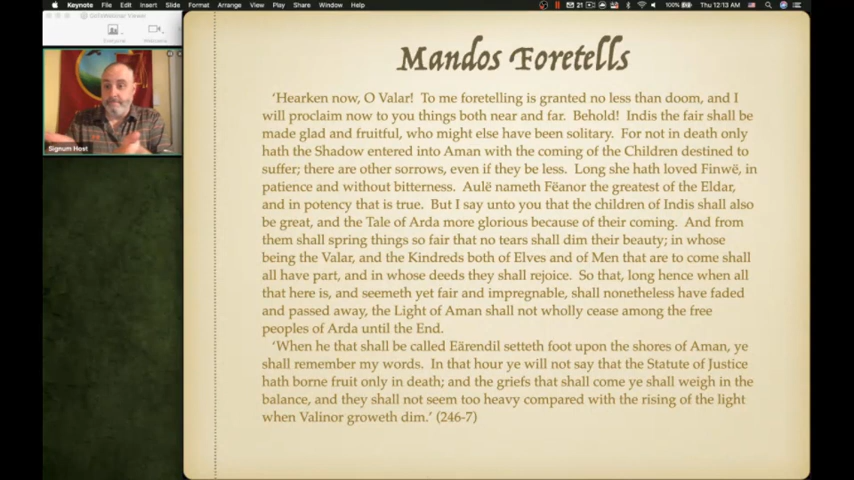 Keynote File Edit Insert Slide Format Arrange View Play Share Window Help
21 100% Thu 12:13 AM
GoToWebinar Viewer
Everyone Webcams
Signum Host
Mandos Foretells
‘Hearken now, O Valar! To me foretelling is granted no less than doom, and I
will proclaim now to you things both near and far. Behold! Indis the fair shall be
made glad and fruitful, who might else have been solitary. For not in death only
hath the Shadow entered into Aman with the coming of the Children destined to
suffer; there are other sorrows, even if they be less. Long she hath loved Finwë, in
patience and without bitterness. Aulë nameth Fëanor the greatest of the Eldar,
and in potency that is true. But I say unto you that the children of Indis shall also
be great, and the Tale of Arda more glorious because of their coming. And from
them shall spring things so fair that no tears shall dim their beauty; in whose
being the Valar, and the Kindreds both of Elves and of Men that are to come shall
all have part, and in whose deeds they shall rejoice. So that, long hence when all
that here is, and seemeth yet fair and impregnable, shall nonetheless have faded
and passed away, the Light of Aman shall not wholly cease among the free
peoples of Arda until the End.
‘When he that shall be called Eärendil setteth foot upon the shores of Aman, ye
shall remember my words. In that hour ye will not say that the Statute of Justice
hath borne fruit only in death; and the griefs that shall come ye shall weigh in the
balance, and they shall not seem too heavy compared with the rising of the light
when Valinor groweth dim.’ (246-7)